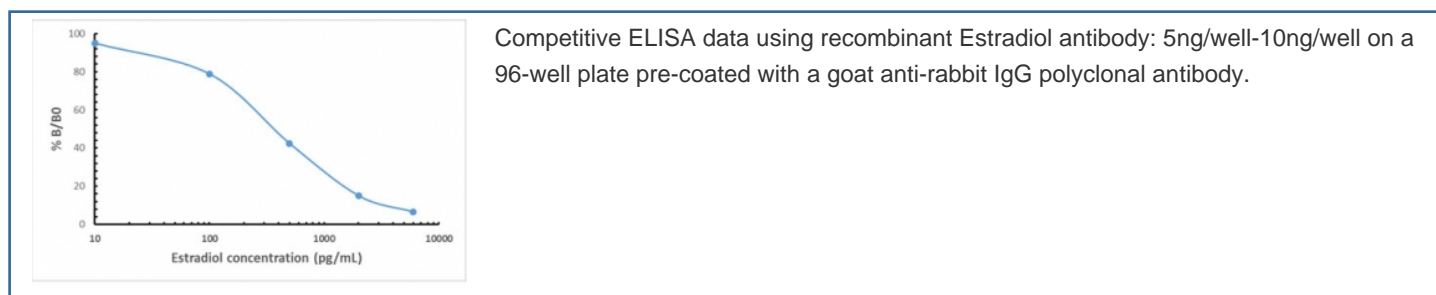 100
80
60
40
20
0
% B/B0
10 100 1000 10000
Estradiol concentration (pg/mL)
Competitive ELISA data using recombinant Estradiol antibody: 5ng/well-10ng/well on a
96-well plate pre-coated with a goat anti-rabbit IgG polyclonal antibody.